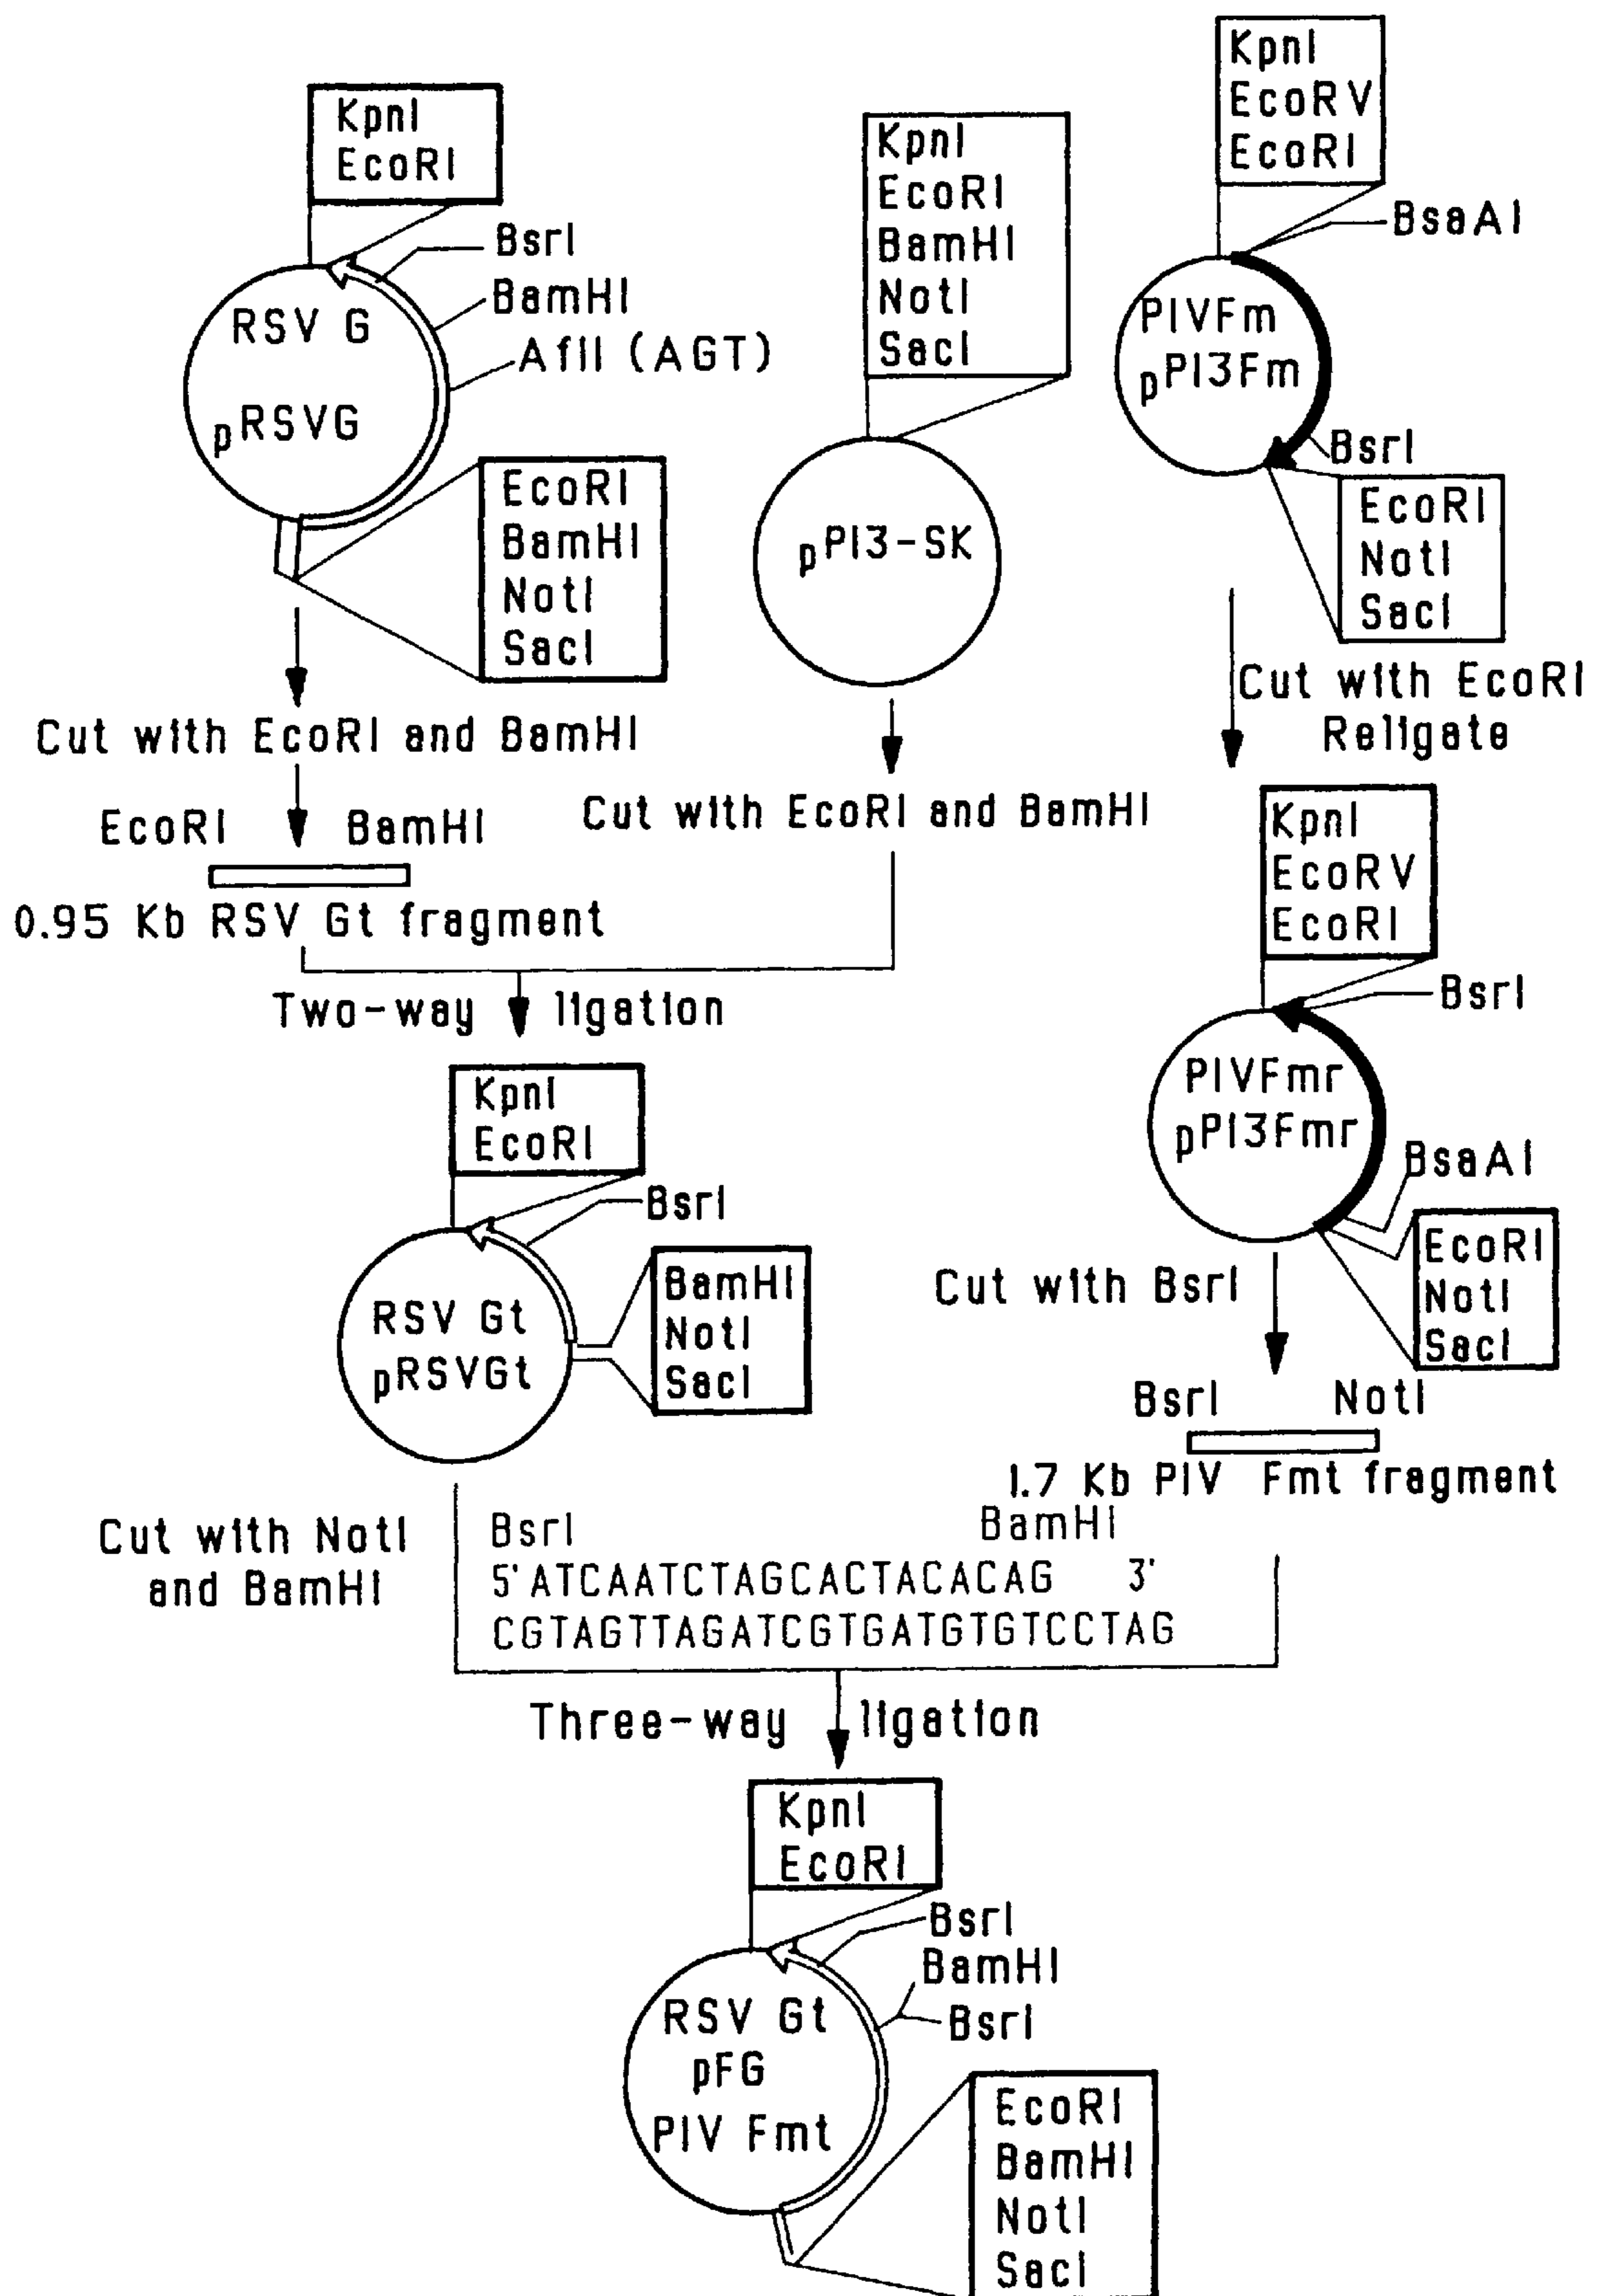 KpnI
EcoRI
BsrI
BamHI
AflI (AGT)
RSV G
pRSVG
EcoRI
BamHI
NotI
SacI
Cut with EcoRI and BamHI
EcoRI BamHI
0.95 Kb RSV Gt fragment
KpnI
EcoRI
BamHI
NotI
SacI
pPI3-SK
Cut with EcoRI and BamHI
KpnI
EcoRV
EcoRI
BsaAI
PIVFm
pPI3Fm
BsrI
EcoRI
NotI
SacI
Cut with EcoRI
Religate
KpnI
EcoRV
EcoRI
BsrI
PIVFmr
pPI3Fmr
BsaAI
EcoRI
NotI
SacI
Cut with BsrI
BsrI NotI
1.7 Kb PIV Fmt fragment
Two-way ligation
KpnI
EcoRI
BsrI
BamHI
NotI
SacI
RSV Gt
pRSVGt
Cut with NotI
and BamHI
BsrI BamHI
5' ATCAATCTAGCACTACACAG 3'
CGTAGTTAGATCGTGATGTGTCCTAG
Three-way ligation
KpnI
EcoRI
BsrI
BamHI
BsrI
RSV Gt
pFG
PIV Fmt
EcoRI
BamHI
NotI
SacI